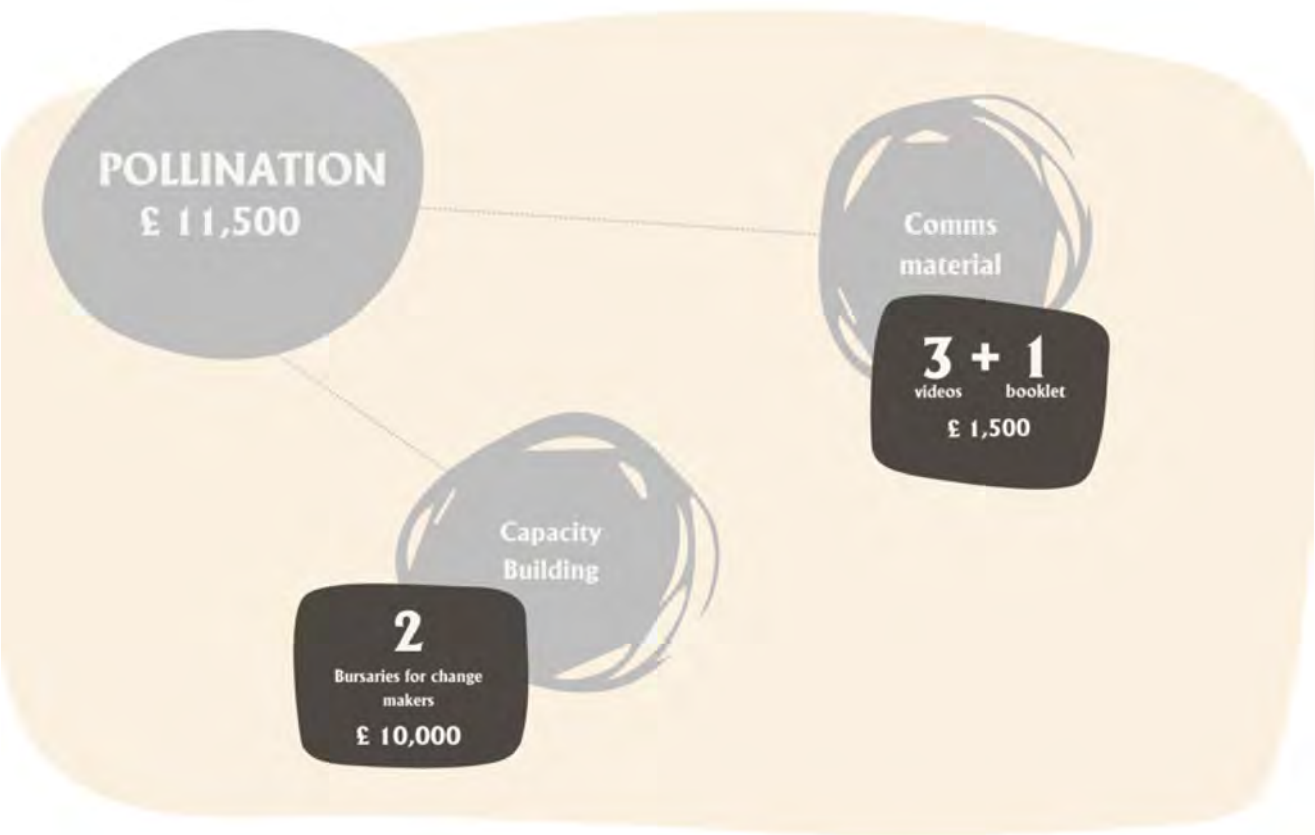 POLLINATION
£ 11,500
Comms
material
3 + 1
videos booklet
£ 1,500
Capacity
Building
2
Bursaries for change
makers
£ 10,000